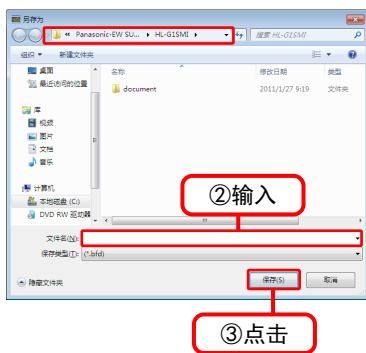 另存为
« Panasonic-EW SU... ▸ HL-G1SMI ▸
搜索 HL-G1SMI
组织 ▾ 新建文件夹
名称 修改日期 类型
桌面
最近访问的位置
document 2011/1/27 9:19 文件夹
库
视频
图片
文档
音乐
计算机
本地磁盘 (C:)
DVD RW 驱动器
②输入
文件名(N):
保存类型(T): (*.bfd)
隐藏文件夹
保存(S) 取消
③点击